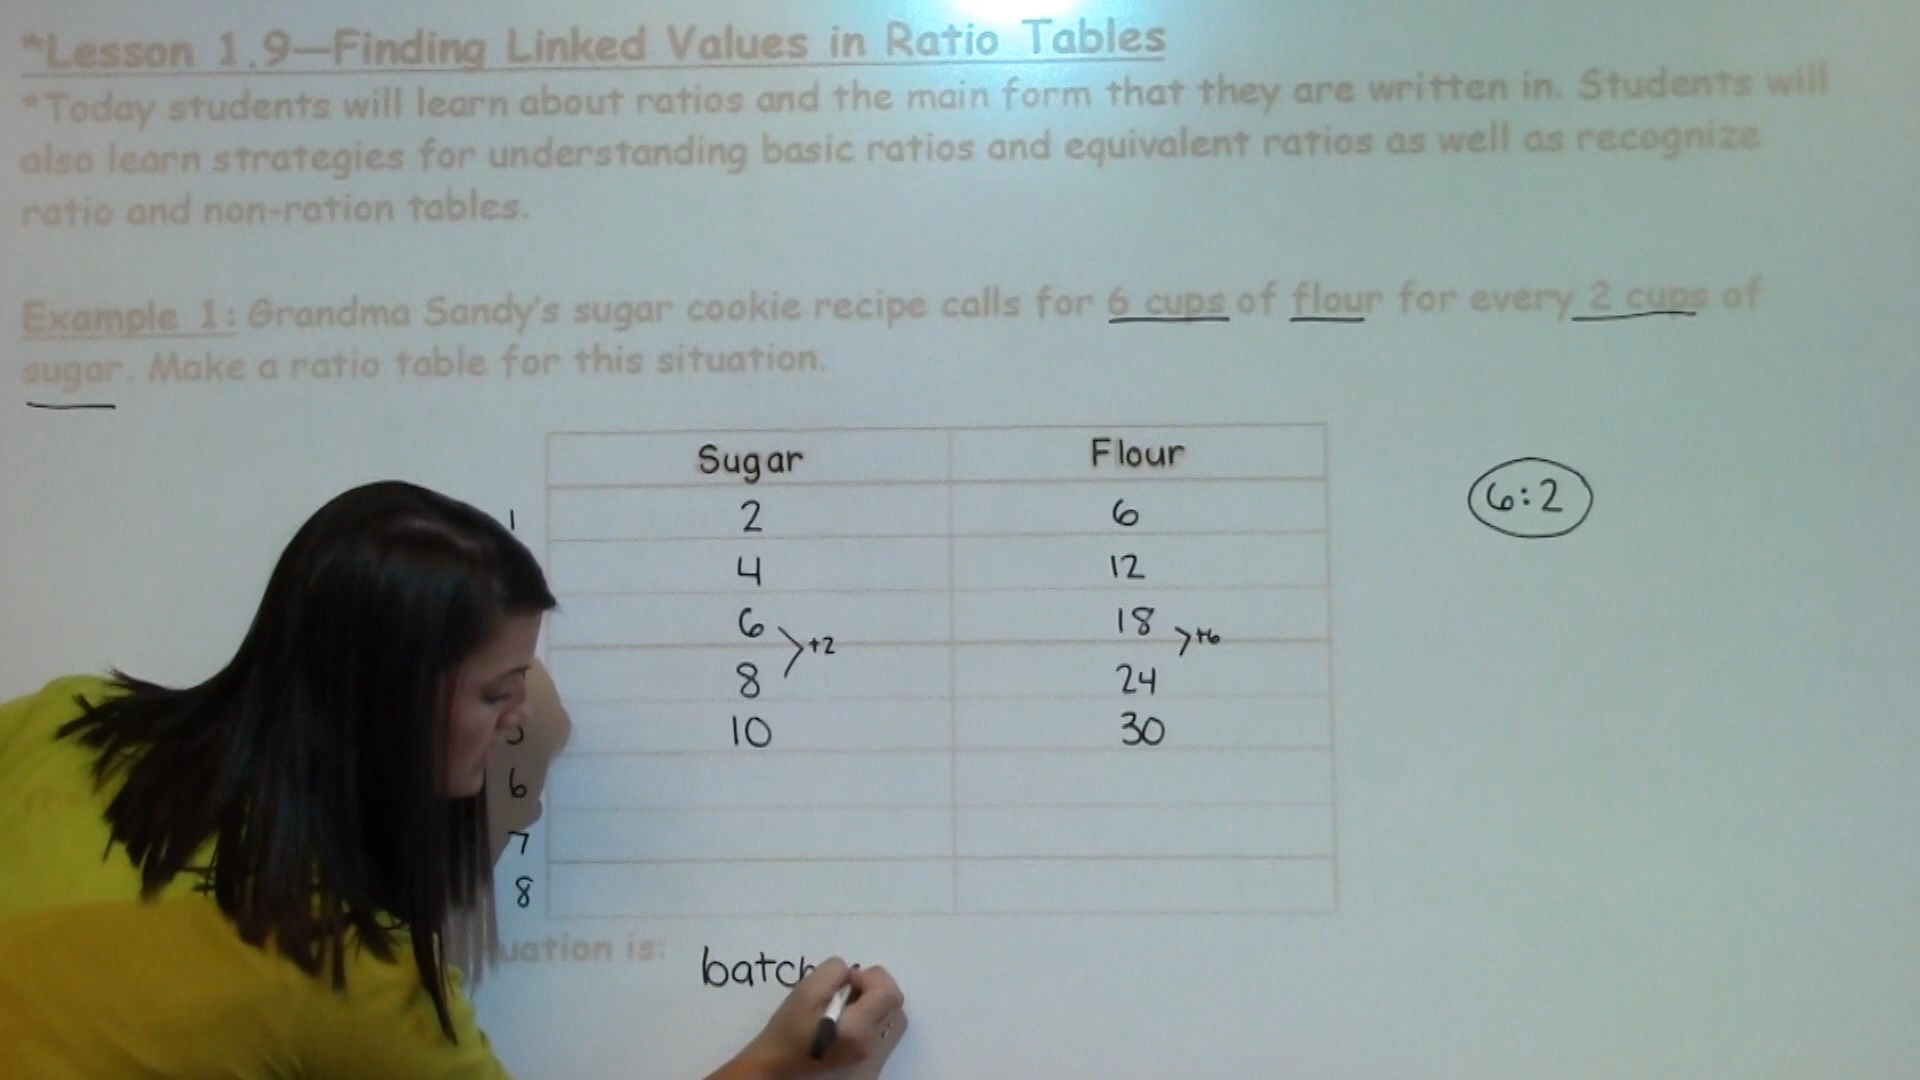 *Lesson 1.9—Finding Linked Values in Ratio Tables
*Today students will learn about ratios and the main form that they are written in. Students will
also learn strategies for understanding basic ratios and equivalent ratios as well as recognize
ratio and non-ration tables.
Example 1: Grandma Sandy's sugar cookie recipe calls for 6 cups of flour for every 2 cups of
sugar. Make a ratio table for this situation.
Sugar Flour
1 2 6 6:2
4 12
6 18
+2 +6
8 24
10 30
6
7
8
is: